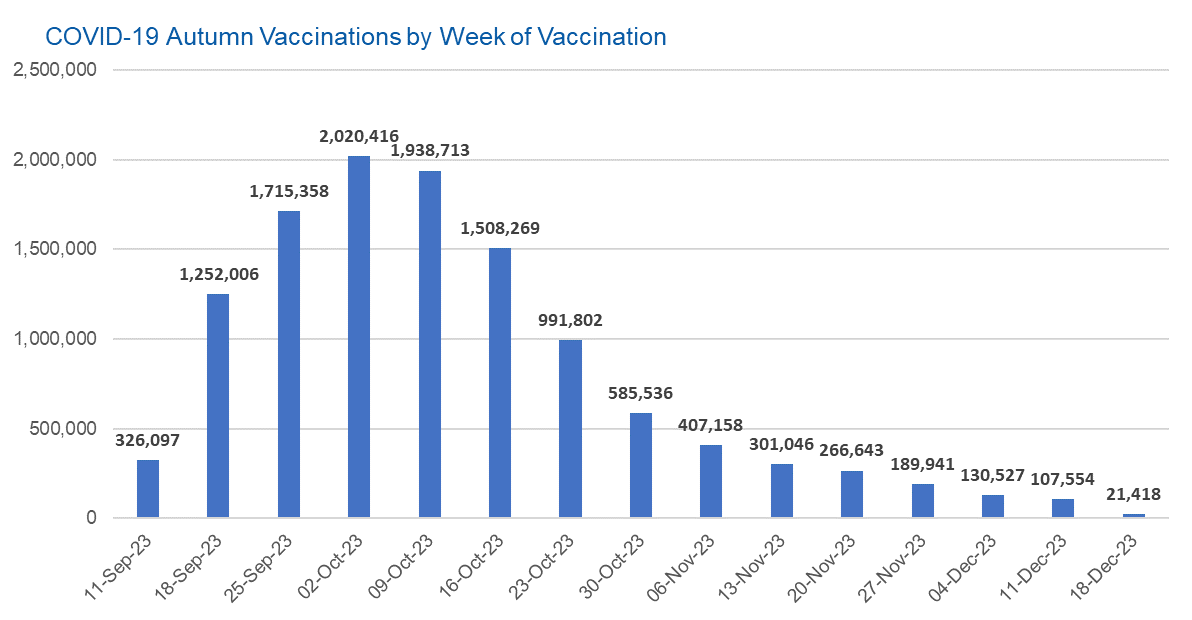 COVID-19 Autumn Vaccinations by Week of Vaccination
2,500,000
2,000,000
1,500,000
1,000,000
500,000
0
326,097
1,252,006
1,715,358
2,020,416
1,938,713
1,508,269
991,802
585,536
407,158
301,046
266,643
189,941
130,527
107,554
21,418
11-Sep-23
18-Sep-23
25-Sep-23
02-Oct-23
09-Oct-23
16-Oct-23
23-Oct-23
30-Oct-23
06-Nov-23
13-Nov-23
20-Nov-23
27-Nov-23
04-Dec-23
11-Dec-23
18-Dec-23